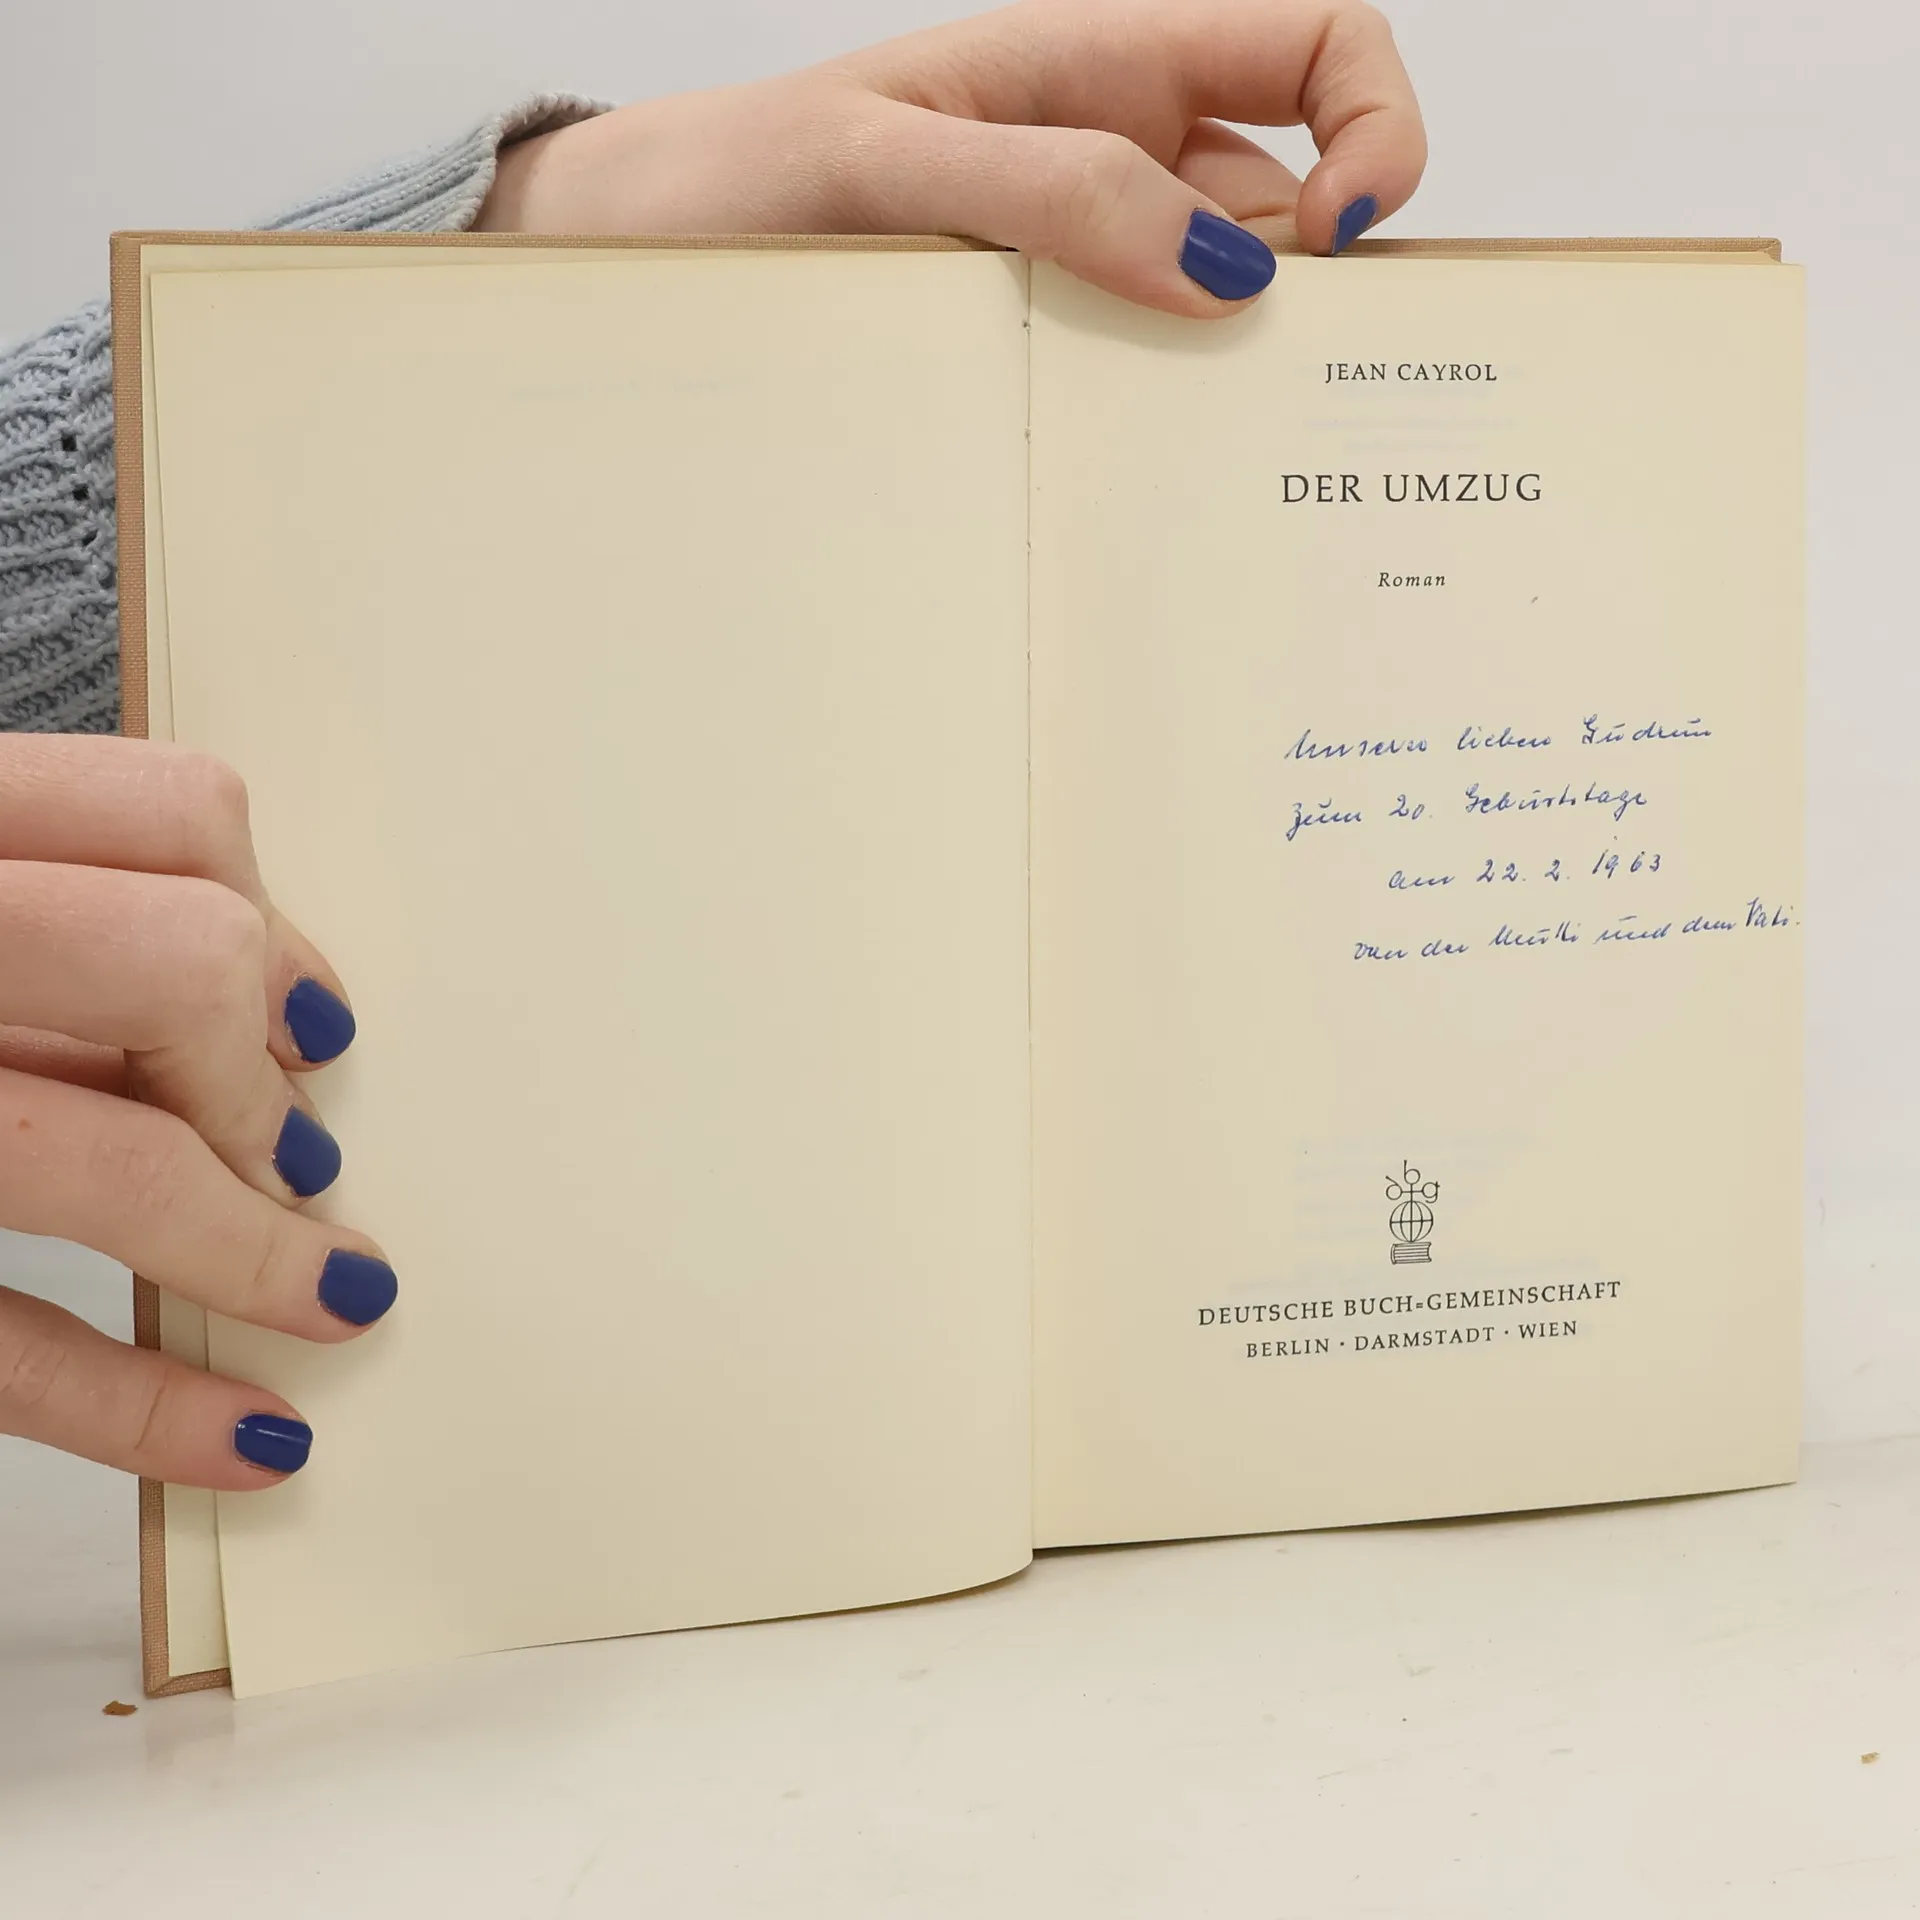 JEAN CAYROL
DER UMZUG
Roman
Unserer lieben Gudrun
zum 20. Geburtstage
am 22. 2. 1963
von der Mutti und dem Vati.
dbg
DEUTSCHE BUCH=GEMEINSCHAFT
BERLIN · DARMSTADT · WIEN